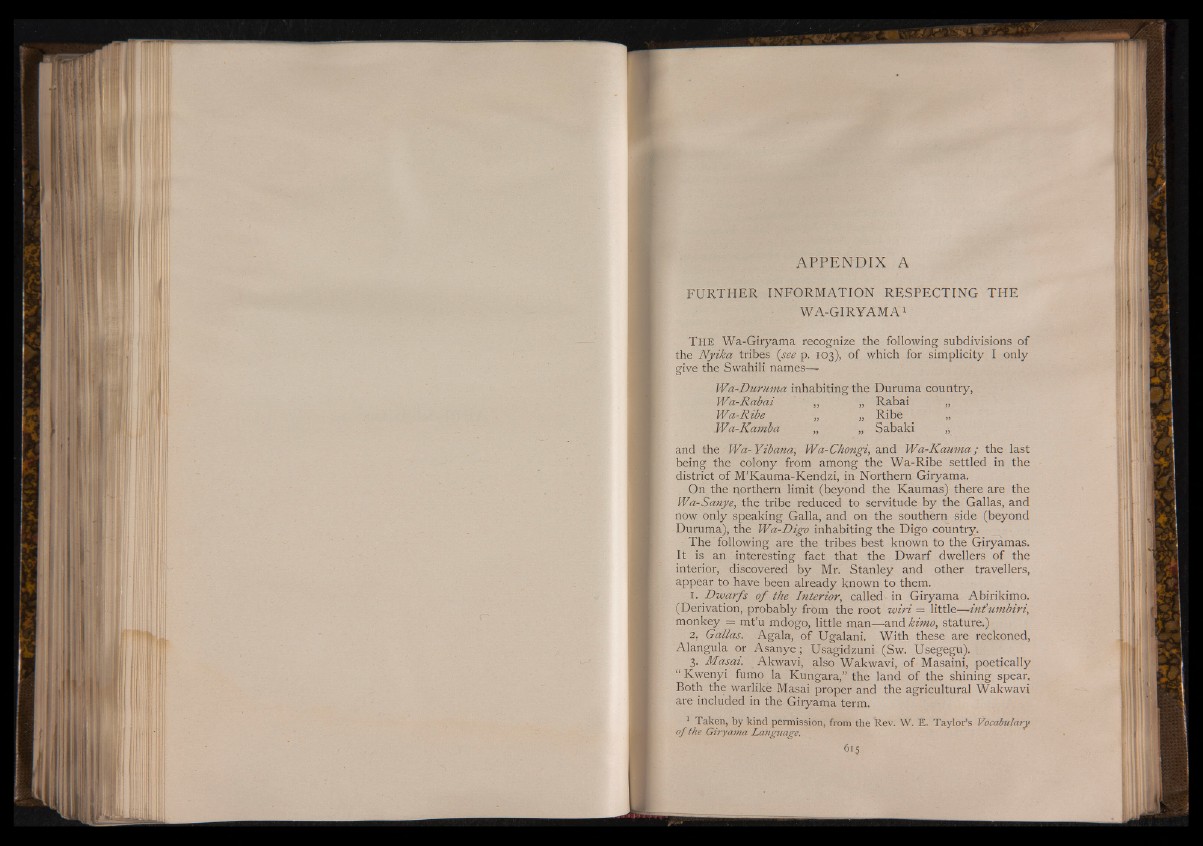 APPENDIX A
FURTHER INFORMATION RESPECTING THE
WA-GIRYAMA¹
THE Wa-Giryama recognize the following subdivisions of
the Nyika tribes (see p. 103), of which for simplicity I only
give the Swahili names—
Wa-Duruma inhabiting the Duruma country,
Wa-Rabai „ „ Rabai „
Wa-Ribe „ „ Ribe „
Wa-Kamba „ „ Sabaki „
and the Wa-Yibana, Wa-Chongi, and Wa-Kauma; the last
being the colony from among the Wa-Ribe settled in the
district of M'Kauma-Kendzi, in Northern Giryama.
On the northern limit (beyond the Kaumas) there are the
Wa-Sanye, the tribe reduced to servitude by the Gallas, and
now only speaking Galla, and on the southern side (beyond
Duruma), the Wa-Digo inhabiting the Digo country.
The following are the tribes best known to the Giryamas.
It is an interesting fact that the Dwarf dwellers of the
interior, discovered by Mr. Stanley and other travellers,
appear to have been already known to them.
1. Dwarfs of the Interior, called in Giryama Abirikimo.
(Derivation, probably from the root wiri = little—int'umbiri,
monkey = mt'u mdogo, little man—and kimo, stature.)
2. Gallas. Agala, of Ugalani. With these are reckoned,
Alangula or Asanye; Usagidzuni (Sw. Usegegu).
3. Masai. Akwavi, also Wakwavi, of Masaini, poetically
"Kwenyi fumo la Kungara," the land of the shining spear.
Both the warlike Masai proper and the agricultural Wakwavi
are included in the Giryama term.
¹ Taken, by kind permission, from the Rev. W. E. Taylor's Vocabulary
of the Giryama Language.
615